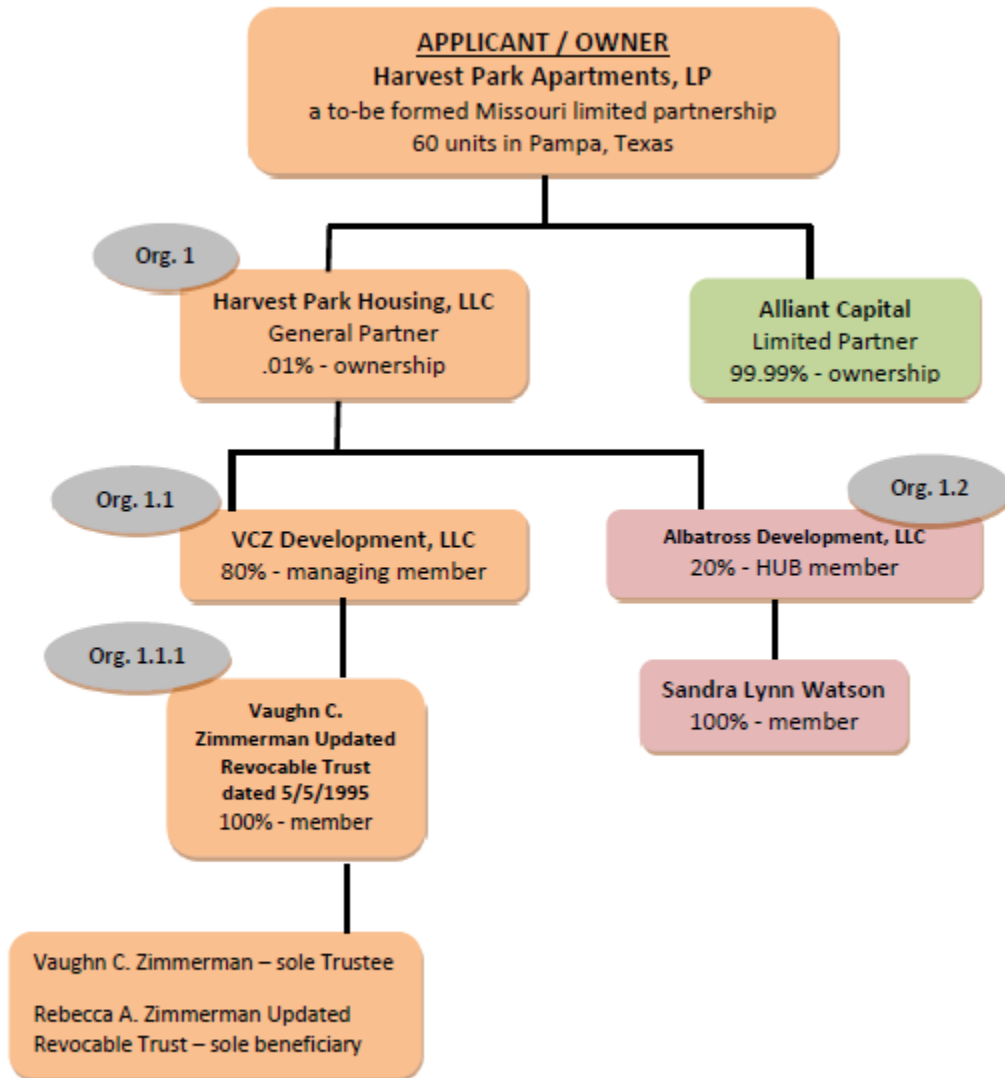 APPLICANT / OWNER
Harvest Park Apartments, LP
a to-be formed Missouri limited partnership
60 units in Pampa, Texas
Org. 1
Harvest Park Housing, LLC
General Partner
.01% - ownership
Alliant Capital
Limited Partner
99.99% - ownership
Org. 1.1
VCZ Development, LLC
80% - managing member
Org. 1.2
Albatross Development, LLC
20% - HUB member
Org. 1.1.1
Vaughn C.
Zimmerman Updated
Revocable Trust
dated 5/5/1995
100% - member
Sandra Lynn Watson
100% - member
Vaughn C. Zimmerman – sole Trustee
Rebecca A. Zimmerman Updated
Revocable Trust – sole beneficiary